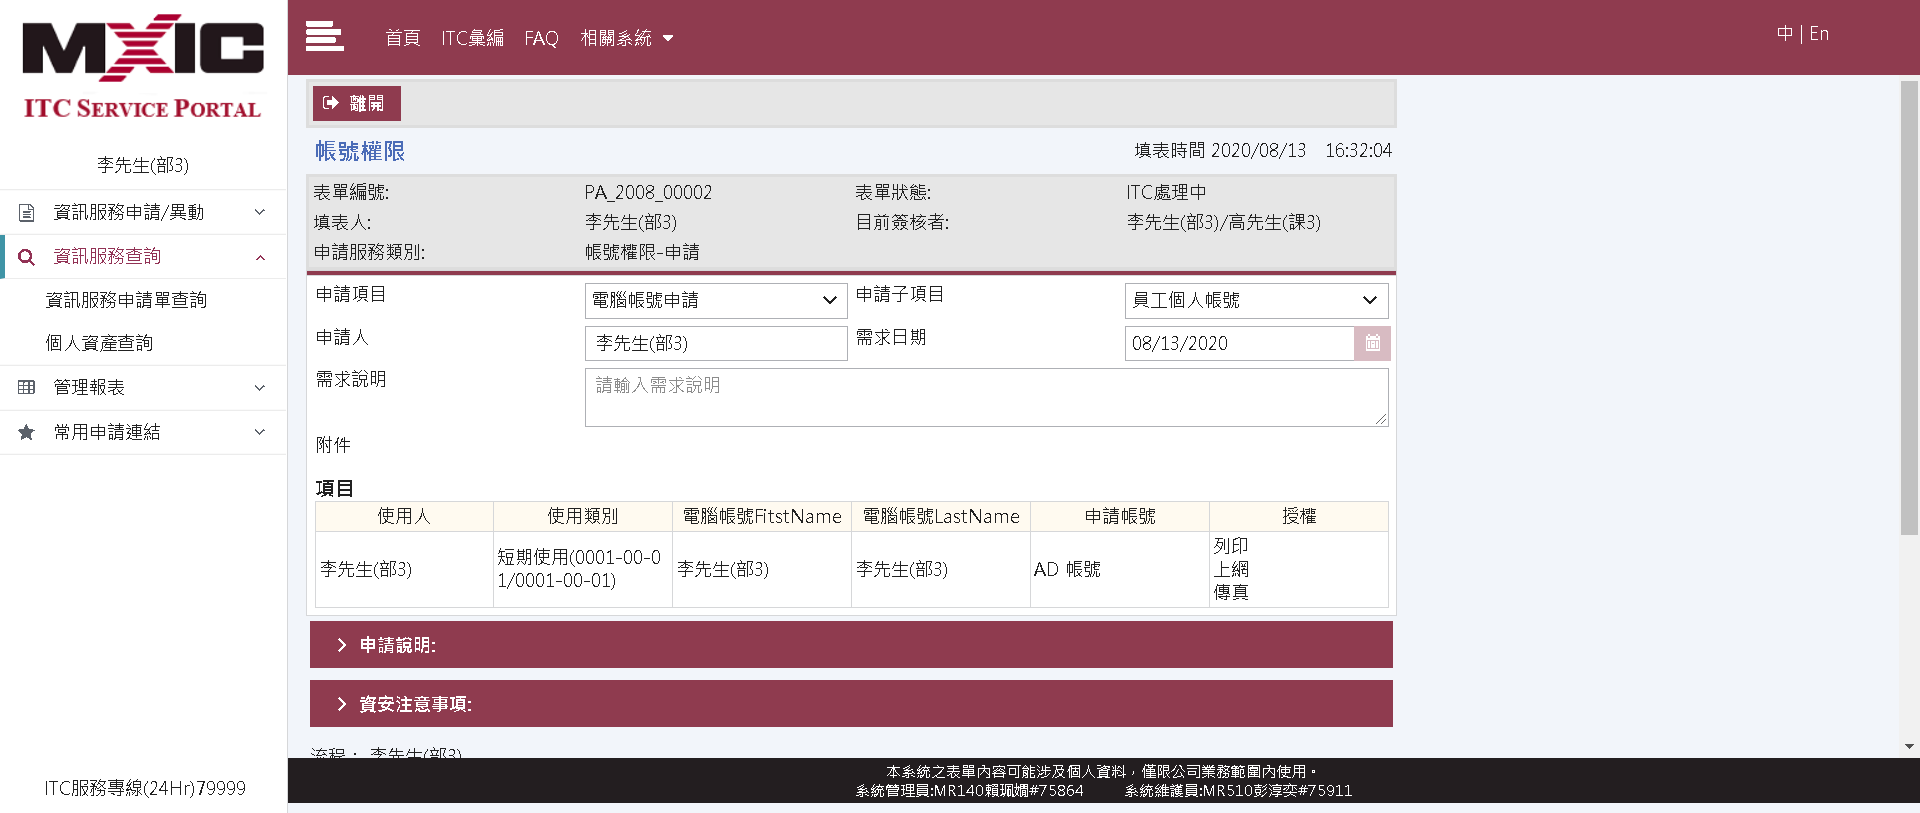 MXIC
ITC SERVICE PORTAL
李先生(部3)
資訊服務申請/異動
資訊服務查詢
資訊服務申請單查詢
個人資產查詢
管理報表
常用申請連結
ITC服務專線(24Hr)79999
首頁 ITC彙編 FAQ 相關系統
中 | En
離開
帳號權限 填表時間 2020/08/13 16:32:04
表單編號: PA_2008_00002 表單狀態: ITC處理中
填表人: 李先生(部3) 目前簽核者: 李先生(部3)/高先生(課3)
申請服務類別: 帳號權限-申請
申請項目 電腦帳號申請 申請子項目 員工個人帳號
申請人 李先生(部3) 需求日期 08/13/2020
需求說明 請輸入需求說明
附件
項目
使用人 使用類別 電腦帳號FitstName 電腦帳號LastName 申請帳號 授權
李先生(部3) 短期使用(0001-00-0 李先生(部3) 李先生(部3) AD 帳號 列印
1/0001-00-01) 上網
傳真
申請說明:
資安注意事項:
流程： 李先生(部3)
本系統之表單內容可能涉及個人資料，僅限公司業務範圍內使用。
系統管理員:MR140賴珮嫺#75864 系統維護員:MR510彭淳奕#75911